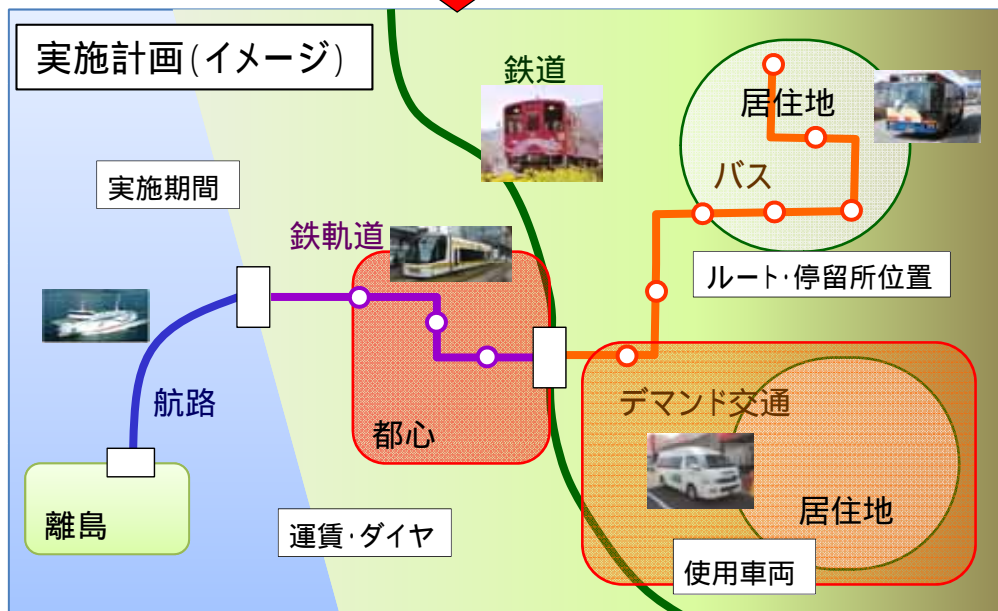 実施計画(イメージ)
鉄道
居住地
バス
実施期間
鉄軌道
ルート・停留所位置
航路
デマンド交通
都心
離島
居住地
運賃・ダイヤ
使用車両